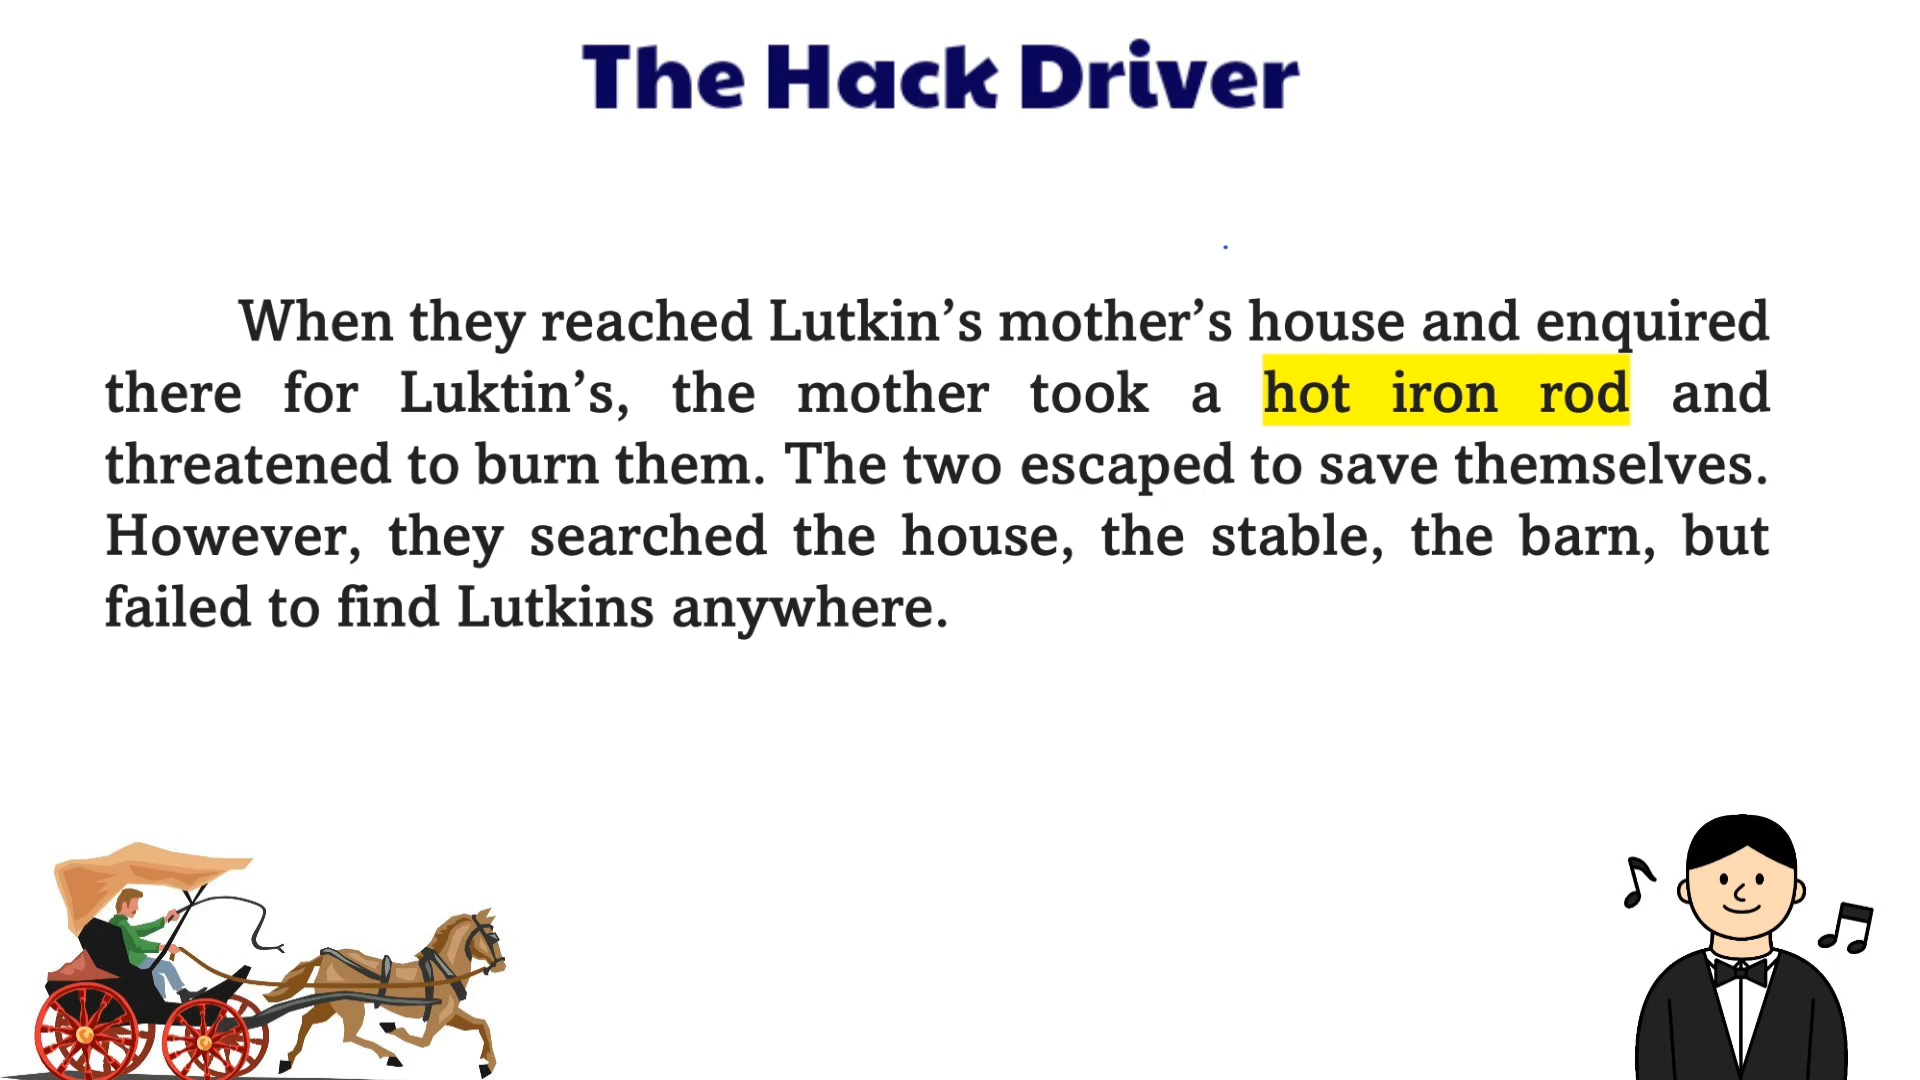 The Hack Driver
When they reached Lutkin’s mother’s house and enquired
there for Luktin’s, the mother took a hot iron rod and
threatened to burn them. The two escaped to save themselves.
However, they searched the house, the stable, the barn, but
failed to find Lutkins anywhere.